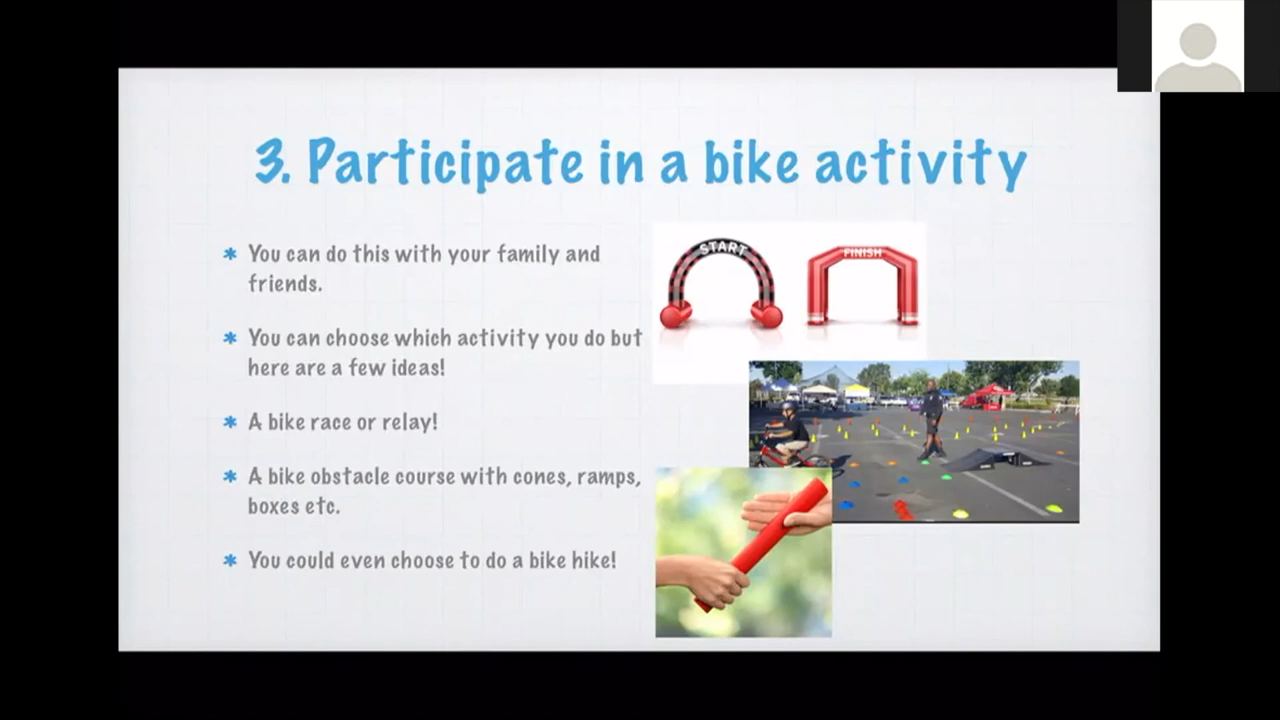 3. Participate in a bike activity
* You can do this with your family and
friends.
* You can choose which activity you do but
here are a few ideas!
* A bike race or relay!
* A bike obstacle course with cones, ramps,
boxes etc.
* You could even choose to do a bike hike!
START
FINISH